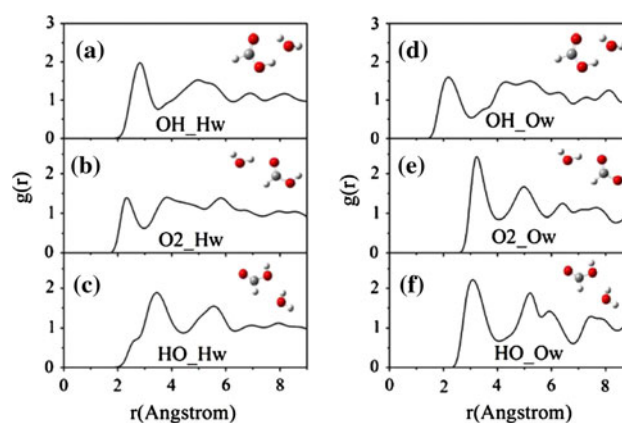 3
(a)
2
1
OH_Hw
0
(b)
2
1
O2_Hw
0
(c)
2
1
HO_Hw
0
0 2 4 6 8
r(Angstrom)
g(r)
3
(d)
2
1
OH_Ow
0
(e)
2
1
O2_Ow
0
(f)
2
1
HO_Ow
0
0 2 4 6 8
r(Angstrom)
g(r)